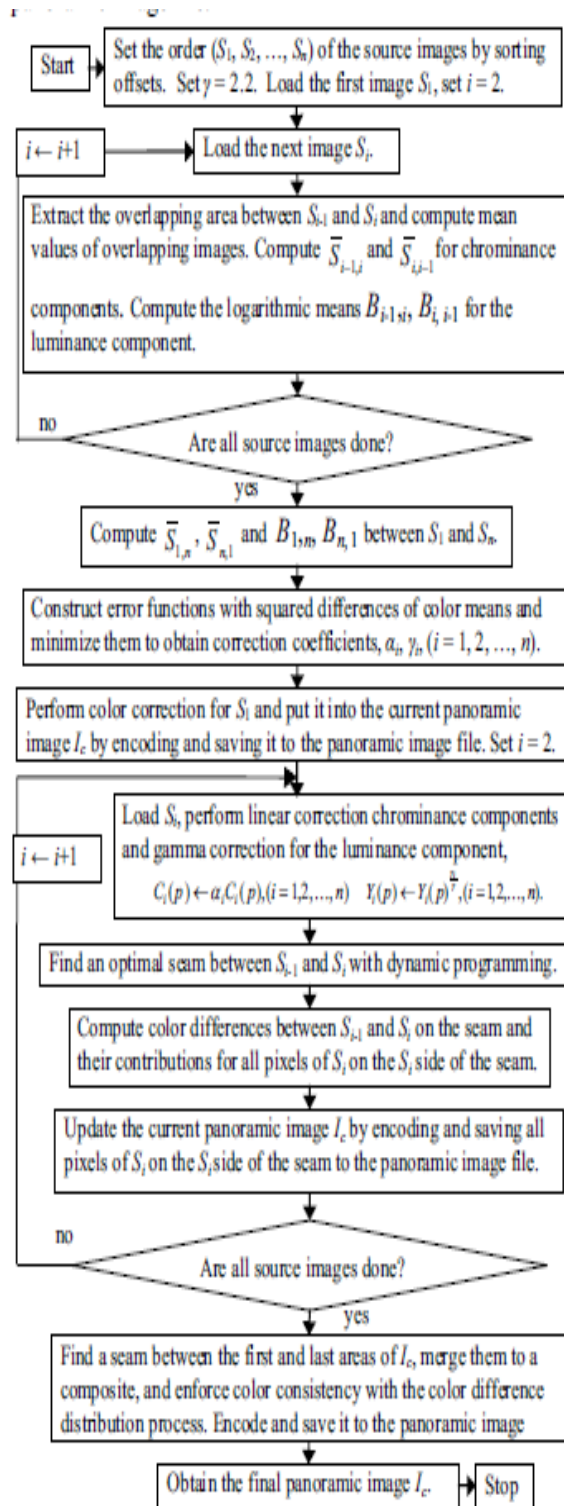 Start
Set the order (S1, S2, ..., Sn) of the source images by sorting
offsets. Set γ = 2.2. Load the first image S1, set i = 2.
i ← i+1
Load the next image Si.
Extract the overlapping area between Si-1 and Si and compute mean
values of overlapping images. Compute S̄i−1,i and S̄i,i−1 for chrominance
components. Compute the logarithmic means Bi-1,i, Bi, i-1 for the
luminance component.
no
Are all source images done?
yes
Compute S̄1,n, S̄n,1 and B1,n, Bn,1 between S1 and Sn.
Construct error functions with squared differences of color means and
minimize them to obtain correction coefficients, αi, γi, (i = 1, 2, ..., n).
Perform color correction for S1 and put it into the current panoramic
image Ic by encoding and saving it to the panoramic image file. Set i = 2.
i ← i+1
Load Si, perform linear correction chrominance components
and gamma correction for the luminance component,
Ci(p) ← αiCi(p),(i=1,2,...,n) Yi(p) ← Yi(p)^(γi/γ),(i=1,2,...,n).
Find an optimal seam between Si-1 and Si with dynamic programming.
Compute color differences between Si-1 and Si on the seam and
their contributions for all pixels of Si on the Si side of the seam.
Update the current panoramic image Ic by encoding and saving all
pixels of Si on the Si side of the seam to the panoramic image file.
no
Are all source images done?
yes
Find a seam between the first and last areas of Ic, merge them to a
composite, and enforce color consistency with the color difference
distribution process. Encode and save it to the panoramic image
Obtain the final panoramic image Ic.
Stop